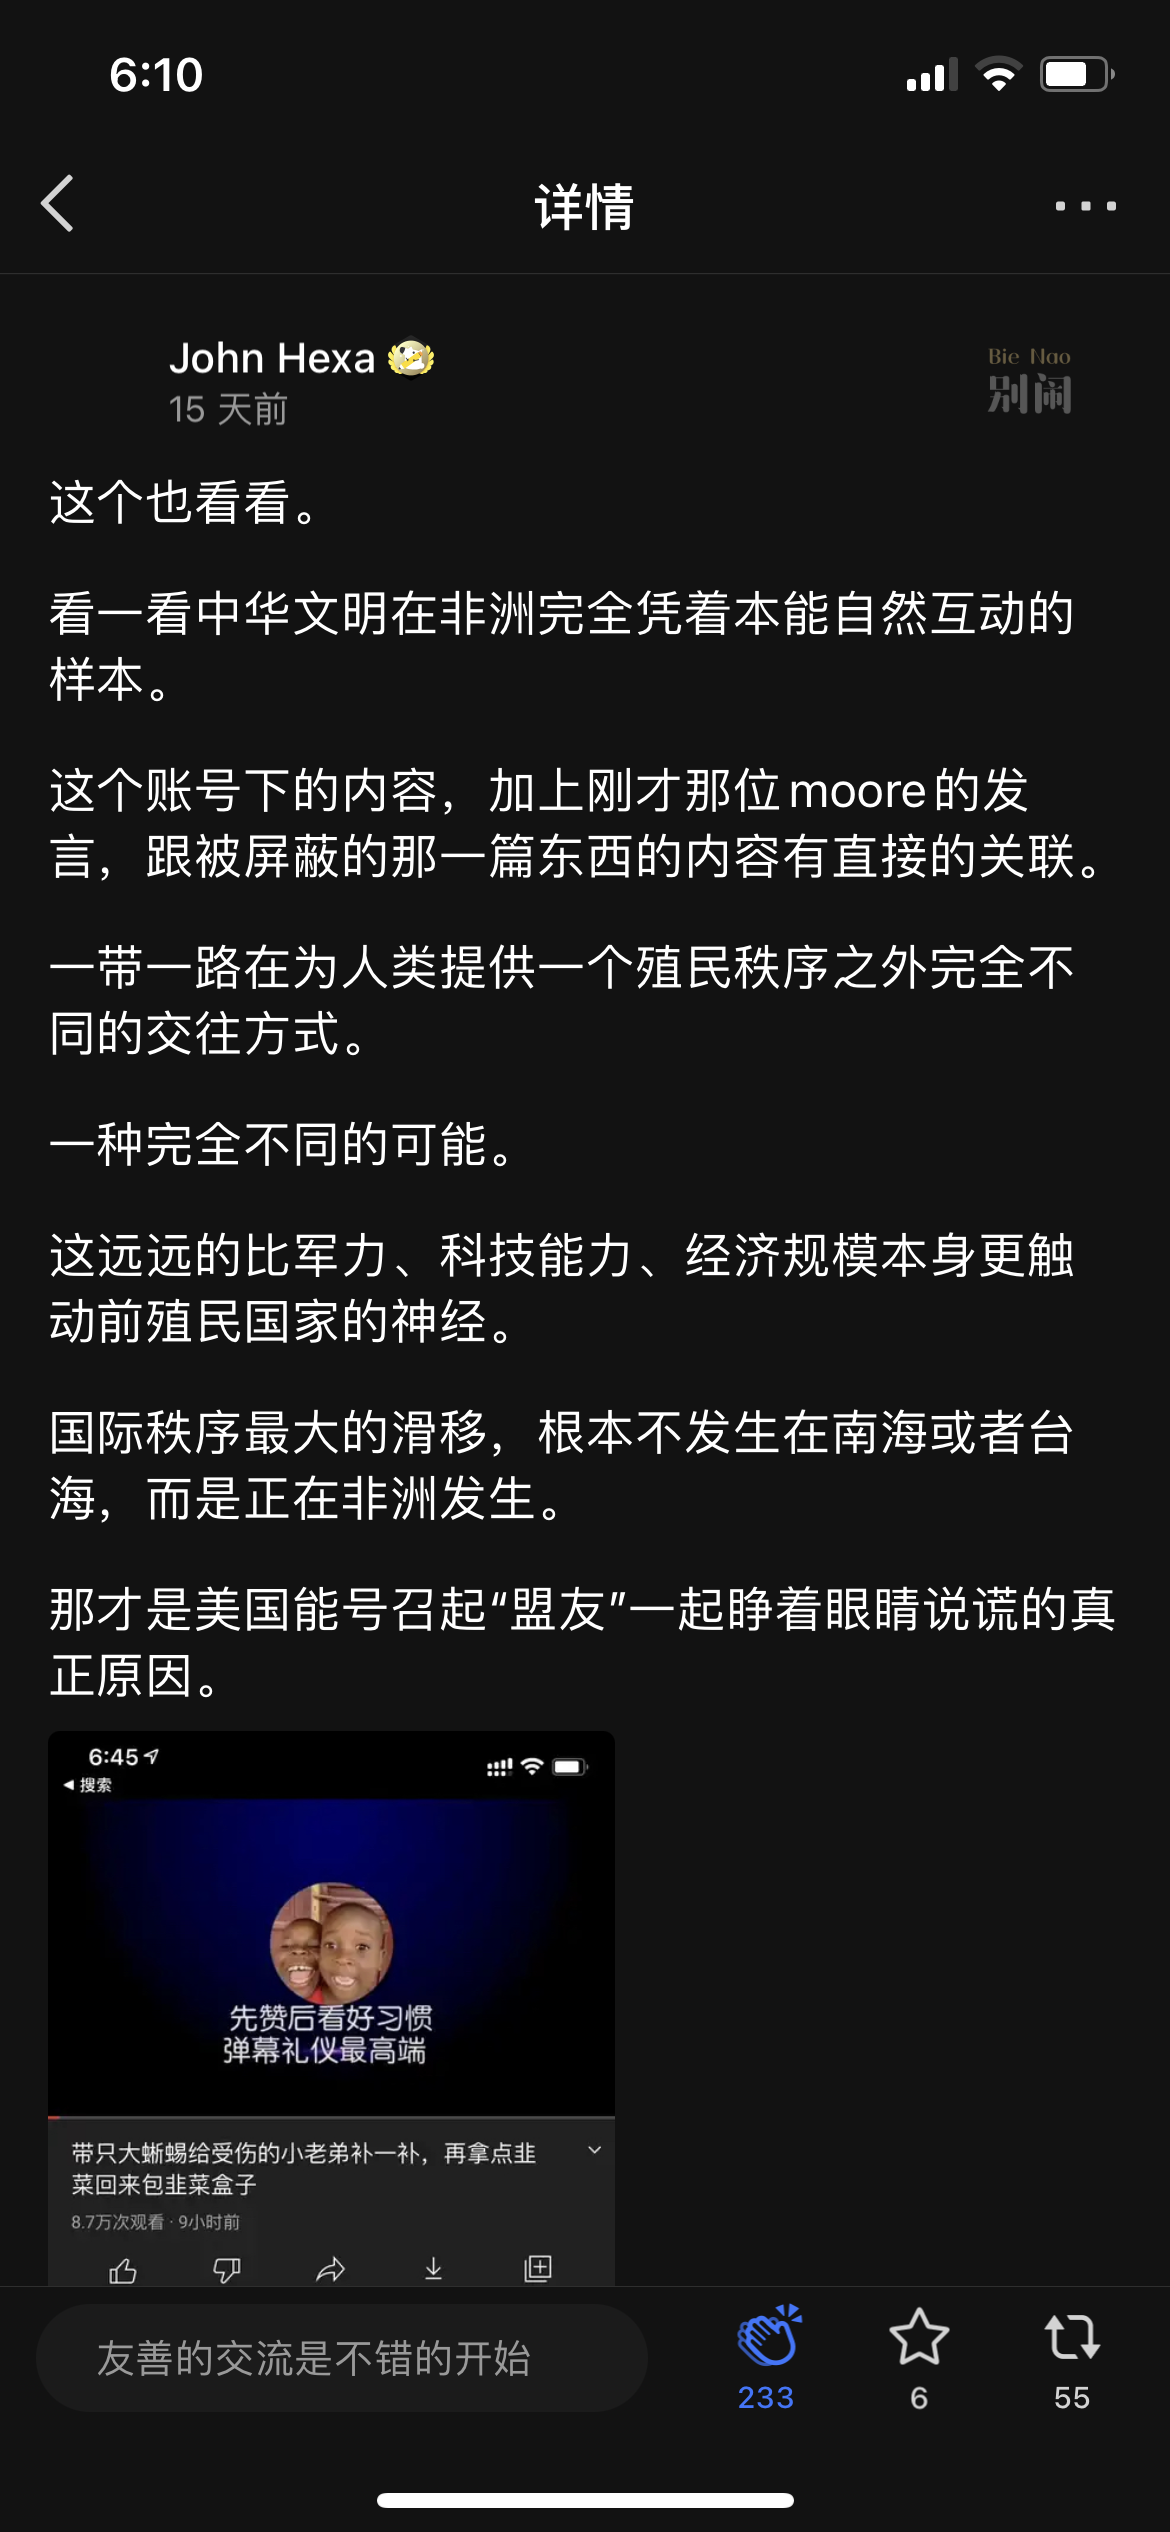 6:10
详情
John Hexa
15 天前
Bie Nao
别闹
这个也看看。
看一看中华文明在非洲完全凭着本能自然互动的
样本。
这个账号下的内容，加上刚才那位moore的发
言，跟被屏蔽的那一篇东西的内容有直接的关联。
一带一路在为人类提供一个殖民秩序之外完全不
同的交往方式。
一种完全不同的可能。
这远远的比军力、科技能力、经济规模本身更触
动前殖民国家的神经。
国际秩序最大的滑移，根本不发生在南海或者台
海，而是正在非洲发生。
那才是美国能号召起“盟友”一起睁着眼睛说谎的真
正原因。
6:45
搜索
先赞后看好习惯
弹幕礼仪最高端
带只大蜥蜴给受伤的小老弟补一补，再拿点韭
菜回来包韭菜盒子
8.7万次观看 · 9小时前
友善的交流是不错的开始
233
6
55